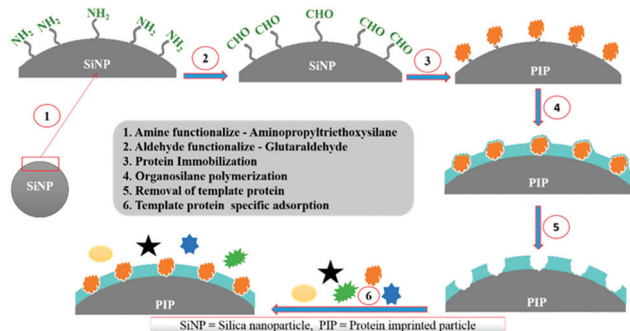 NH2
NH2
NH2
NH2
NH2
SiNP
2
CHO
CHO
CHO
CHO
CHO
SiNP
3
PIP
1
SiNP
1. Amine functionalize - Aminopropyltriethoxysilane
2. Aldehyde functionalize - Glutaraldehyde
3. Protein Immobilization
4. Organosilane polymerization
5. Removal of template protein
6. Template protein specific adsorption
4
PIP
5
PIP
6
PIP
SiNP = Silica nanoparticle, PIP = Protein imprinted particle